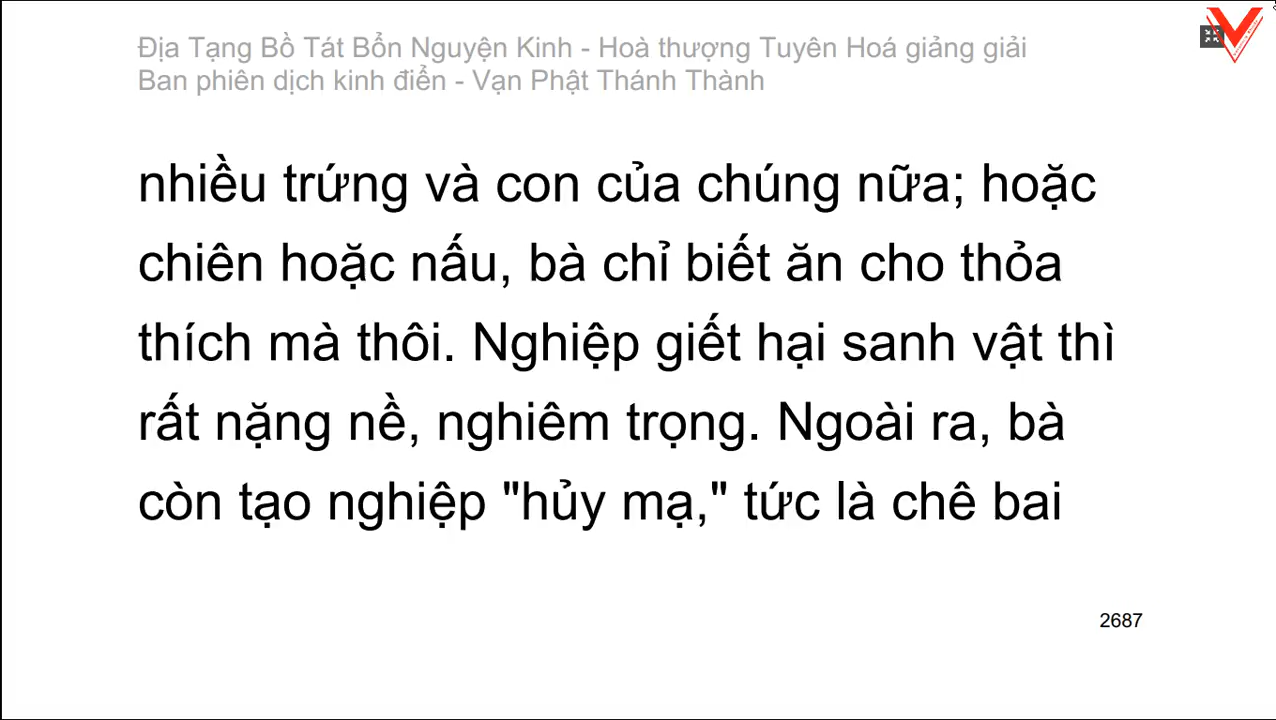 Địa Tạng Bồ Tát Bổn Nguyện Kinh - Hoà thượng Tuyên Hoá giảng giải
Ban phiên dịch kinh điển - Vạn Phật Thánh Thành
nhiều trứng và con của chúng nữa; hoặc
chiên hoặc nấu, bà chỉ biết ăn cho thỏa
thích mà thôi. Nghiệp giết hại sanh vật thì
rất nặng nề, nghiêm trọng. Ngoài ra, bà
còn tạo nghiệp "hủy mạ," tức là chê bai
2687